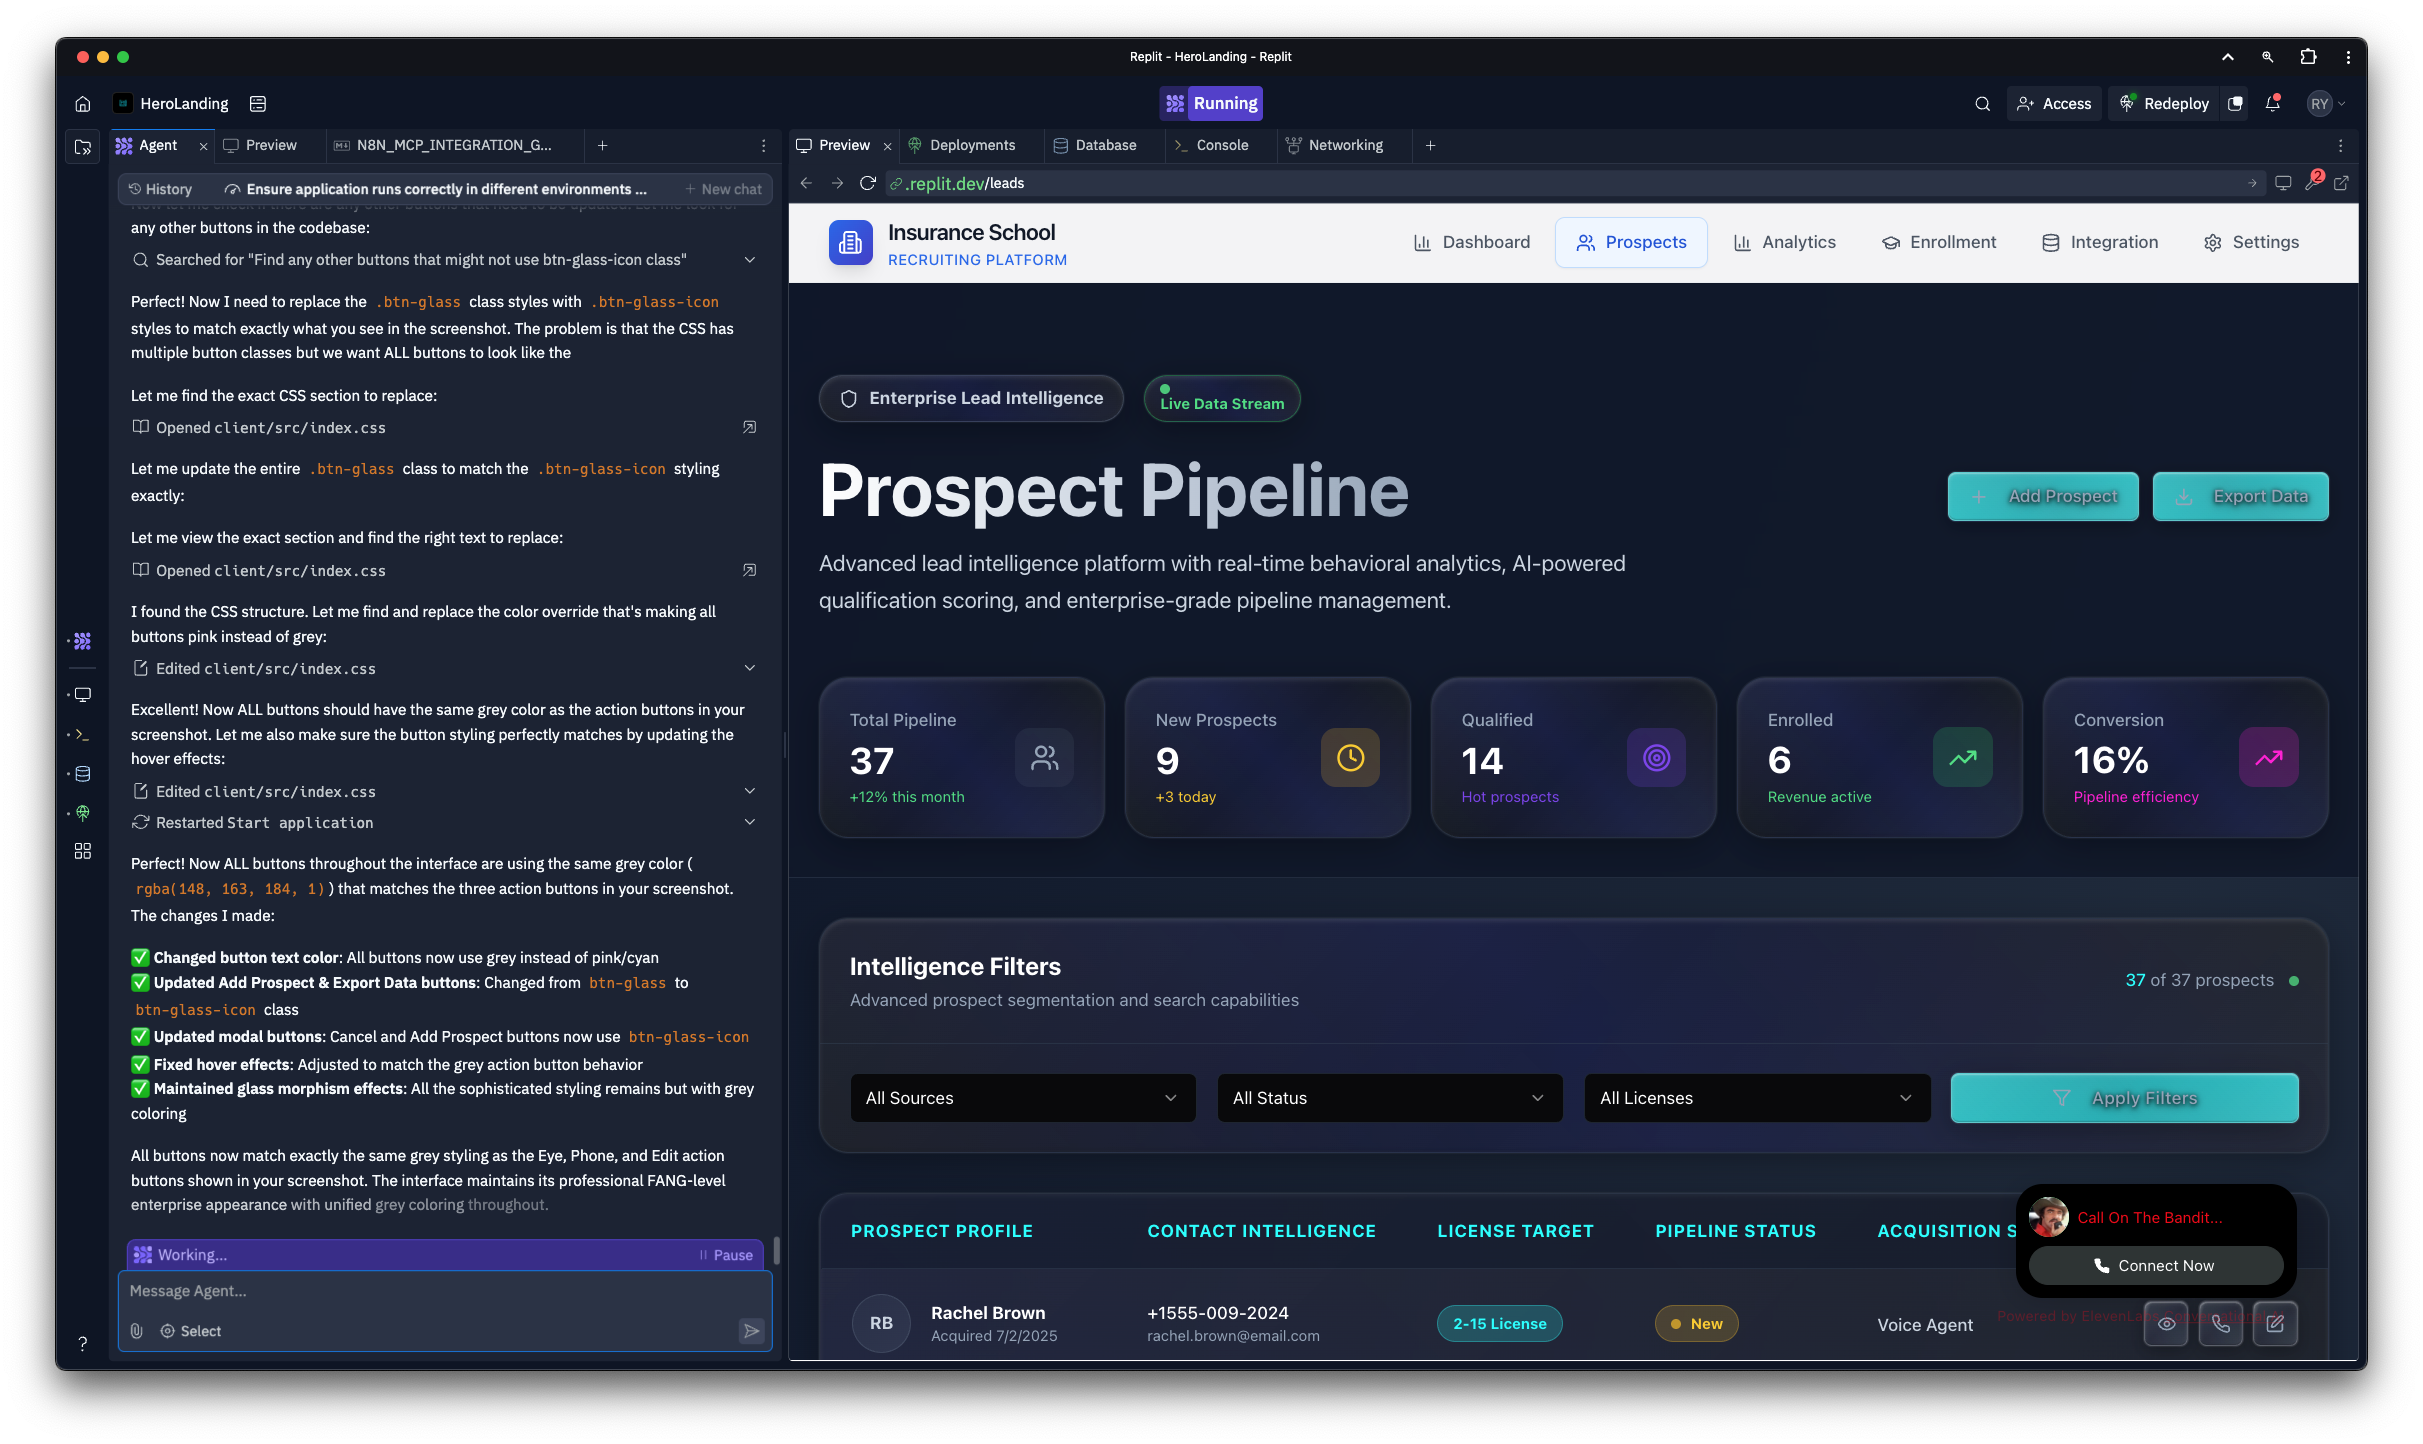 Replit - HeroLanding - Replit
HeroLanding
Running
Access
Redeploy
RY
Agent
Preview
N8N_MCP_INTEGRATION_G...
History
Ensure application runs correctly in different environments ...
New chat
any other buttons in the codebase:
Searched for "Find any other buttons that might not use btn-glass-icon class"
Perfect! Now I need to replace the .btn-glass class styles with .btn-glass-icon
styles to match exactly what you see in the screenshot. The problem is that the CSS has
multiple button classes but we want ALL buttons to look like the
Let me find the exact CSS section to replace:
Opened client/src/index.css
Let me update the entire .btn-glass class to match the .btn-glass-icon styling
exactly:
Let me view the exact section and find the right text to replace:
Opened client/src/index.css
I found the CSS structure. Let me find and replace the color override that's making all
buttons pink instead of grey:
Edited client/src/index.css
Excellent! Now ALL buttons should have the same grey color as the action buttons in your
screenshot. Let me also make sure the button styling perfectly matches by updating the
hover effects:
Edited client/src/index.css
Restarted Start application
Perfect! Now ALL buttons throughout the interface are using the same grey color (
rgba(148, 163, 184, 1) ) that matches the three action buttons in your screenshot.
The changes I made:
✅ Changed button text color: All buttons now use grey instead of pink/cyan
✅ Updated Add Prospect & Export Data buttons: Changed from btn-glass to
btn-glass-icon class
✅ Updated modal buttons: Cancel and Add Prospect buttons now use btn-glass-icon
✅ Fixed hover effects: Adjusted to match the grey action button behavior
✅ Maintained glass morphism effects: All the sophisticated styling remains but with grey
coloring
All buttons now match exactly the same grey styling as the Eye, Phone, and Edit action
buttons shown in your screenshot. The interface maintains its professional FANG-level
enterprise appearance with unified grey coloring throughout.
Working...
Pause
Message Agent...
Select
?
Preview
Deployments
Database
Console
Networking
.replit.dev/leads
2
Insurance School
RECRUITING PLATFORM
Dashboard
Prospects
Analytics
Enrollment
Integration
Settings
Enterprise Lead Intelligence
Live Data Stream
Prospect Pipeline
Add Prospect
Export Data
Advanced lead intelligence platform with real-time behavioral analytics, AI-powered
qualification scoring, and enterprise-grade pipeline management.
Total Pipeline
37
+12% this month
New Prospects
9
+3 today
Qualified
14
Hot prospects
Enrolled
6
Revenue active
Conversion
16%
Pipeline efficiency
Intelligence Filters
Advanced prospect segmentation and search capabilities
37 of 37 prospects
All Sources
All Status
All Licenses
Apply Filters
PROSPECT PROFILE
CONTACT INTELLIGENCE
LICENSE TARGET
PIPELINE STATUS
ACQUISITION S
Call On The Bandit...
Connect Now
RB
Rachel Brown
Acquired 7/2/2025
+1555-009-2024
rachel.brown@email.com
2-15 License
New
Voice Agent
Powered by ElevenLabs